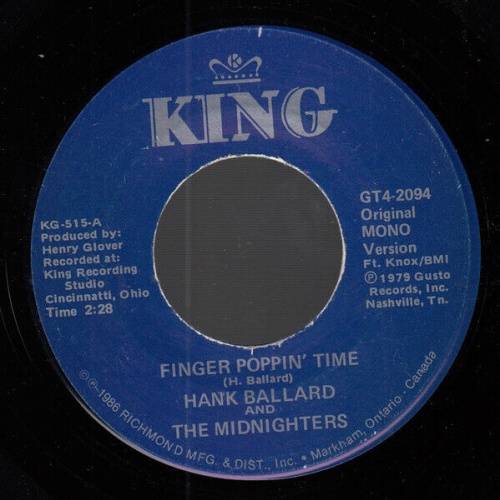 K
KING
KG-515-A
Produced by:
Henry Glover
Recorded at:
King Recording
Studio
Cincinnatti, Ohio
Time 2:28
GT4-2094
Original
MONO
Version
Ft. Knox/BMI
Ⓟ1979 Gusto
Records, Inc.
Nashville, Tn.
FINGER POPPIN' TIME
(H. Ballard)
HANK BALLARD
AND
THE MIDNIGHTERS
©Ⓟ-1986 RICHMOND MFG. & DIST., Inc. • Markham, Ontario - Canada